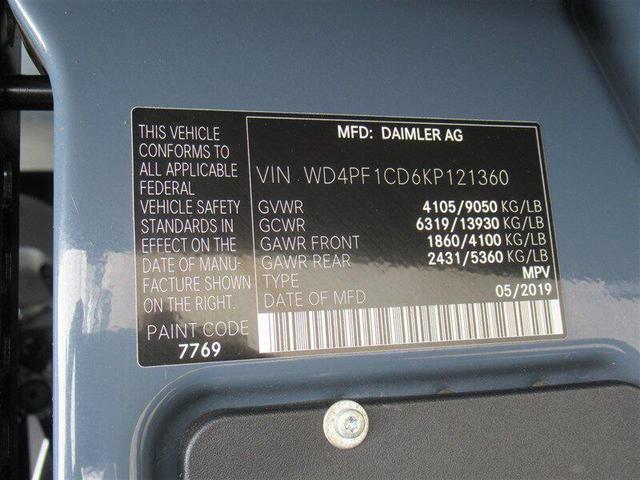 THIS VEHICLE
CONFORMS TO
ALL APPLICABLE
FEDERAL
VEHICLE SAFETY
STANDARDS IN
EFFECT ON THE
DATE OF MANU-
FACTURE SHOWN
ON THE RIGHT.
PAINT CODE
7769
MFD: DAIMLER AG
VIN WD4PF1CD6KP121360
GVWR 4105/9050 KG/LB
GCWR 6319/13930 KG/LB
GAWR FRONT 1860/4100 KG/LB
GAWR REAR 2431/5360 KG/LB
TYPE MPV
DATE OF MFD 05/2019